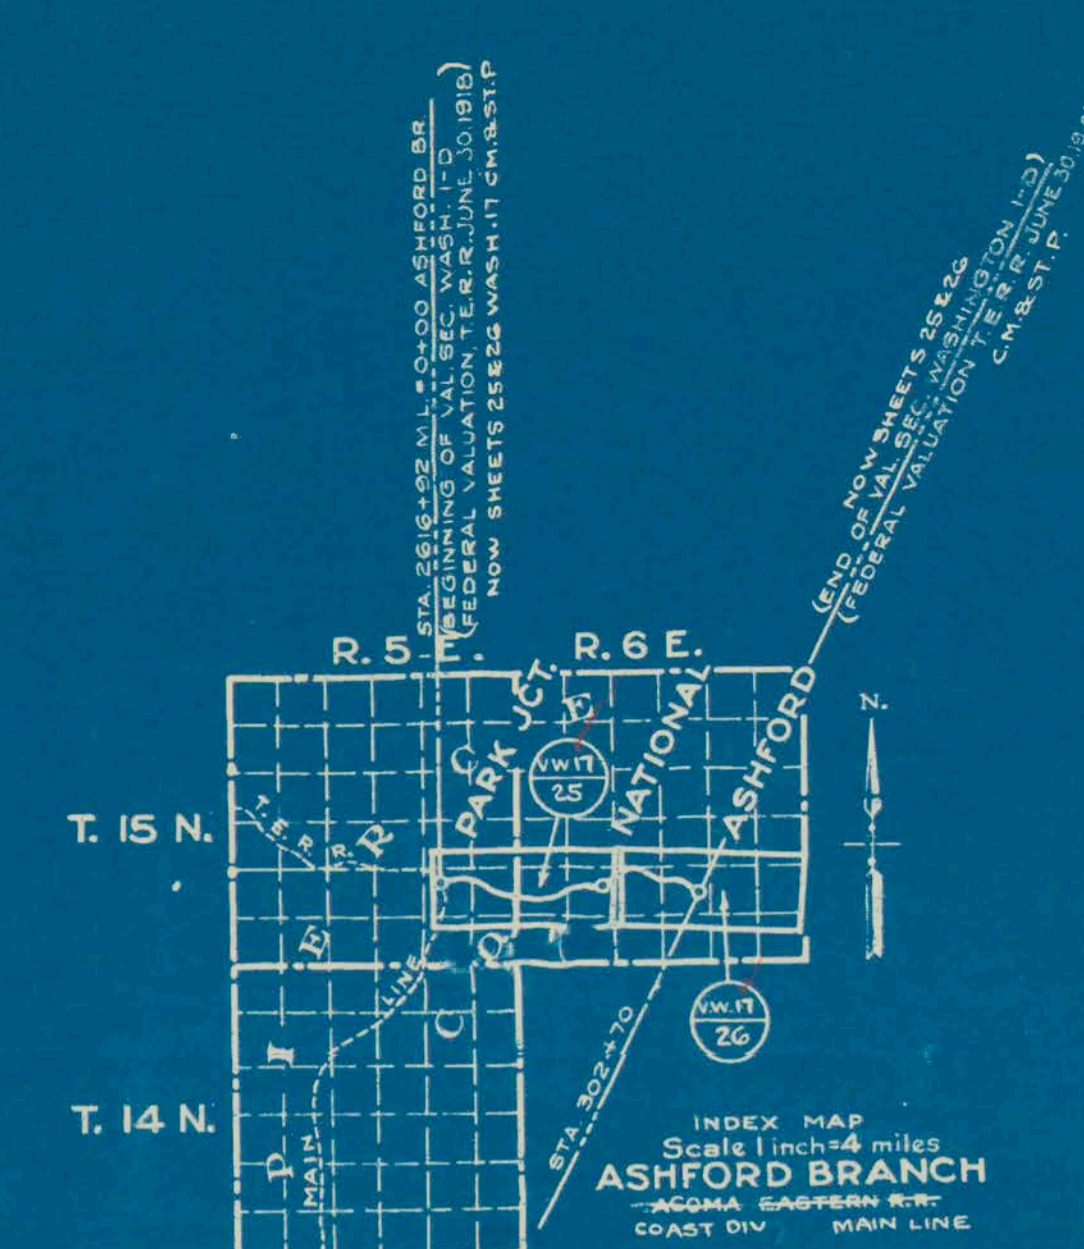 STA. 2616+92 M.L. = 0+00 ASHFORD BR.
(BEGINNING OF VAL. SEC. WASH. 1-D)
(FEDERAL VALUATION, T.E.R.R. JUNE 30, 1918)
NOW SHEETS 25&26 WASH.17 C.M.&ST.P
NOW SHEETS 25&26
(END OF VAL. SEC. WASHINGTON 1-D)
(FEDERAL VALUATION T.E.R.R. JUNE 30, 19
C.M.&ST.P.
R. 5 E.
R. 6 E.
PARK JCT.
NATIONAL
ASHFORD
N.
V.W.17
25
T. 15 N.
T. E. R. R.
P I E R C E
C O
LINE
MAIN
V.W.17
26
STA. 302+70
T. 14 N.
INDEX MAP
Scale 1 inch=4 miles
ASHFORD BRANCH
ACOMA EASTERN R.R.
COAST DIV MAIN LINE